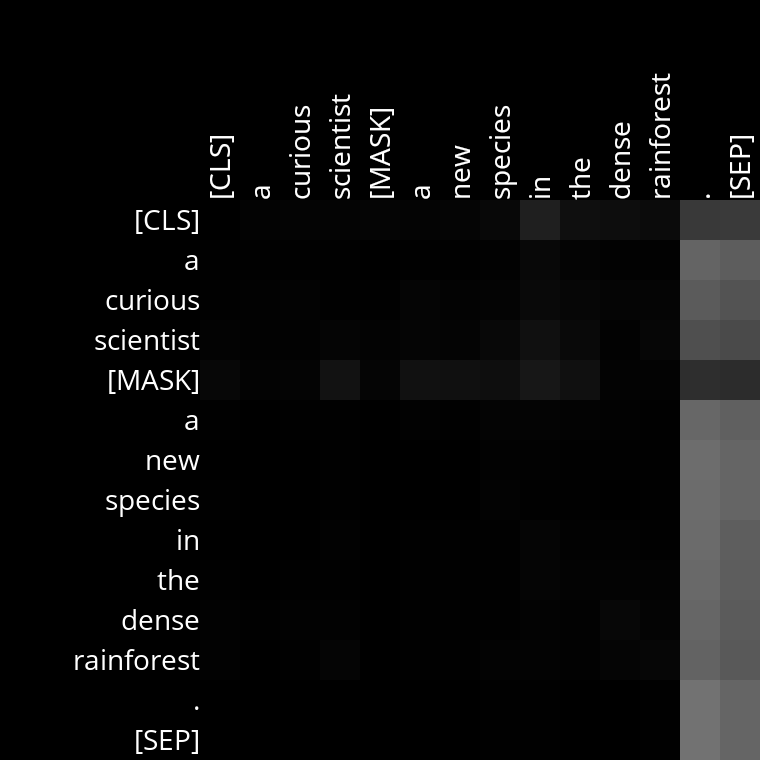 [CLS] a curious scientist [MASK] a new species in the dense rainforest . [SEP]
[CLS]
a
curious
scientist
[MASK]
a
new
species
in
the
dense
rainforest
.
[SEP]